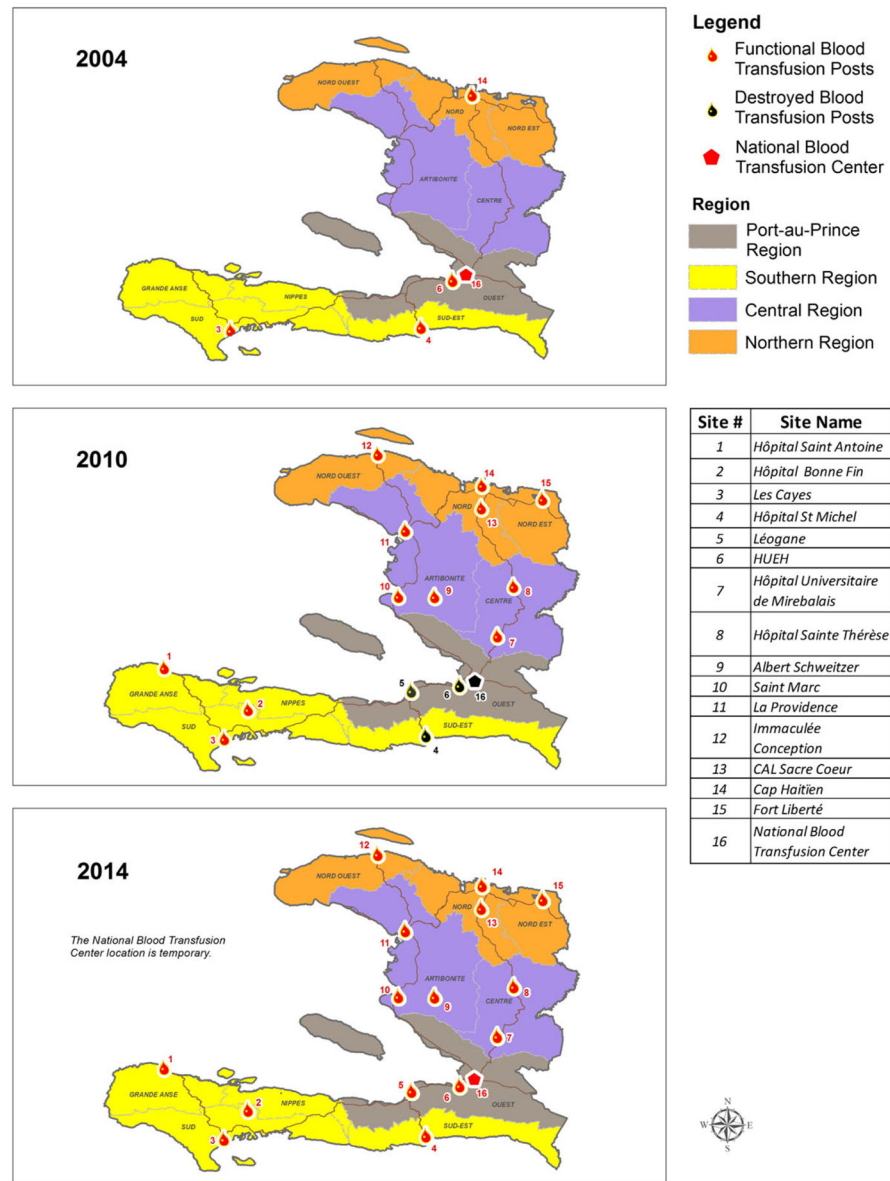 2004
NORD OUEST
14
NORD
NORD EST
ARTIBONITE
CENTRE
6
16
OUEST
GRANDE ANSE
NIPPES
SUD
3
SUD-EST
4
Legend
Functional Blood
Transfusion Posts
Destroyed Blood
Transfusion Posts
National Blood
Transfusion Center
Region
Port-au-Prince
Region
Southern Region
Central Region
Northern Region
2010
12
NORD OUEST
14
15
NORD
13
NORD EST
11
ARTIBONITE
10
9
CENTRE
8
7
1
5
6
16
GRANDE ANSE
2
NIPPES
OUEST
SUD
3
SUD-EST
4
Site # Site Name
1 Hôpital Saint Antoine
2 Hôpital Bonne Fin
3 Les Cayes
4 Hôpital St Michel
5 Léogane
6 HUEH
7 Hôpital Universitaire
de Mirebalais
8 Hôpital Sainte Thérèse
9 Albert Schweitzer
10 Saint Marc
11 La Providence
12 Immaculée
Conception
13 CAL Sacre Coeur
14 Cap Haitïen
15 Fort Liberté
16 National Blood
Transfusion Center
2014
The National Blood Transfusion
Center location is temporary.
12
NORD OUEST
14
15
NORD
13
NORD EST
11
ARTIBONITE
10
9
CENTRE
8
7
1
5
6
16
GRANDE ANSE
2
NIPPES
OUEST
SUD
3
SUD-EST
4
N
W E
S